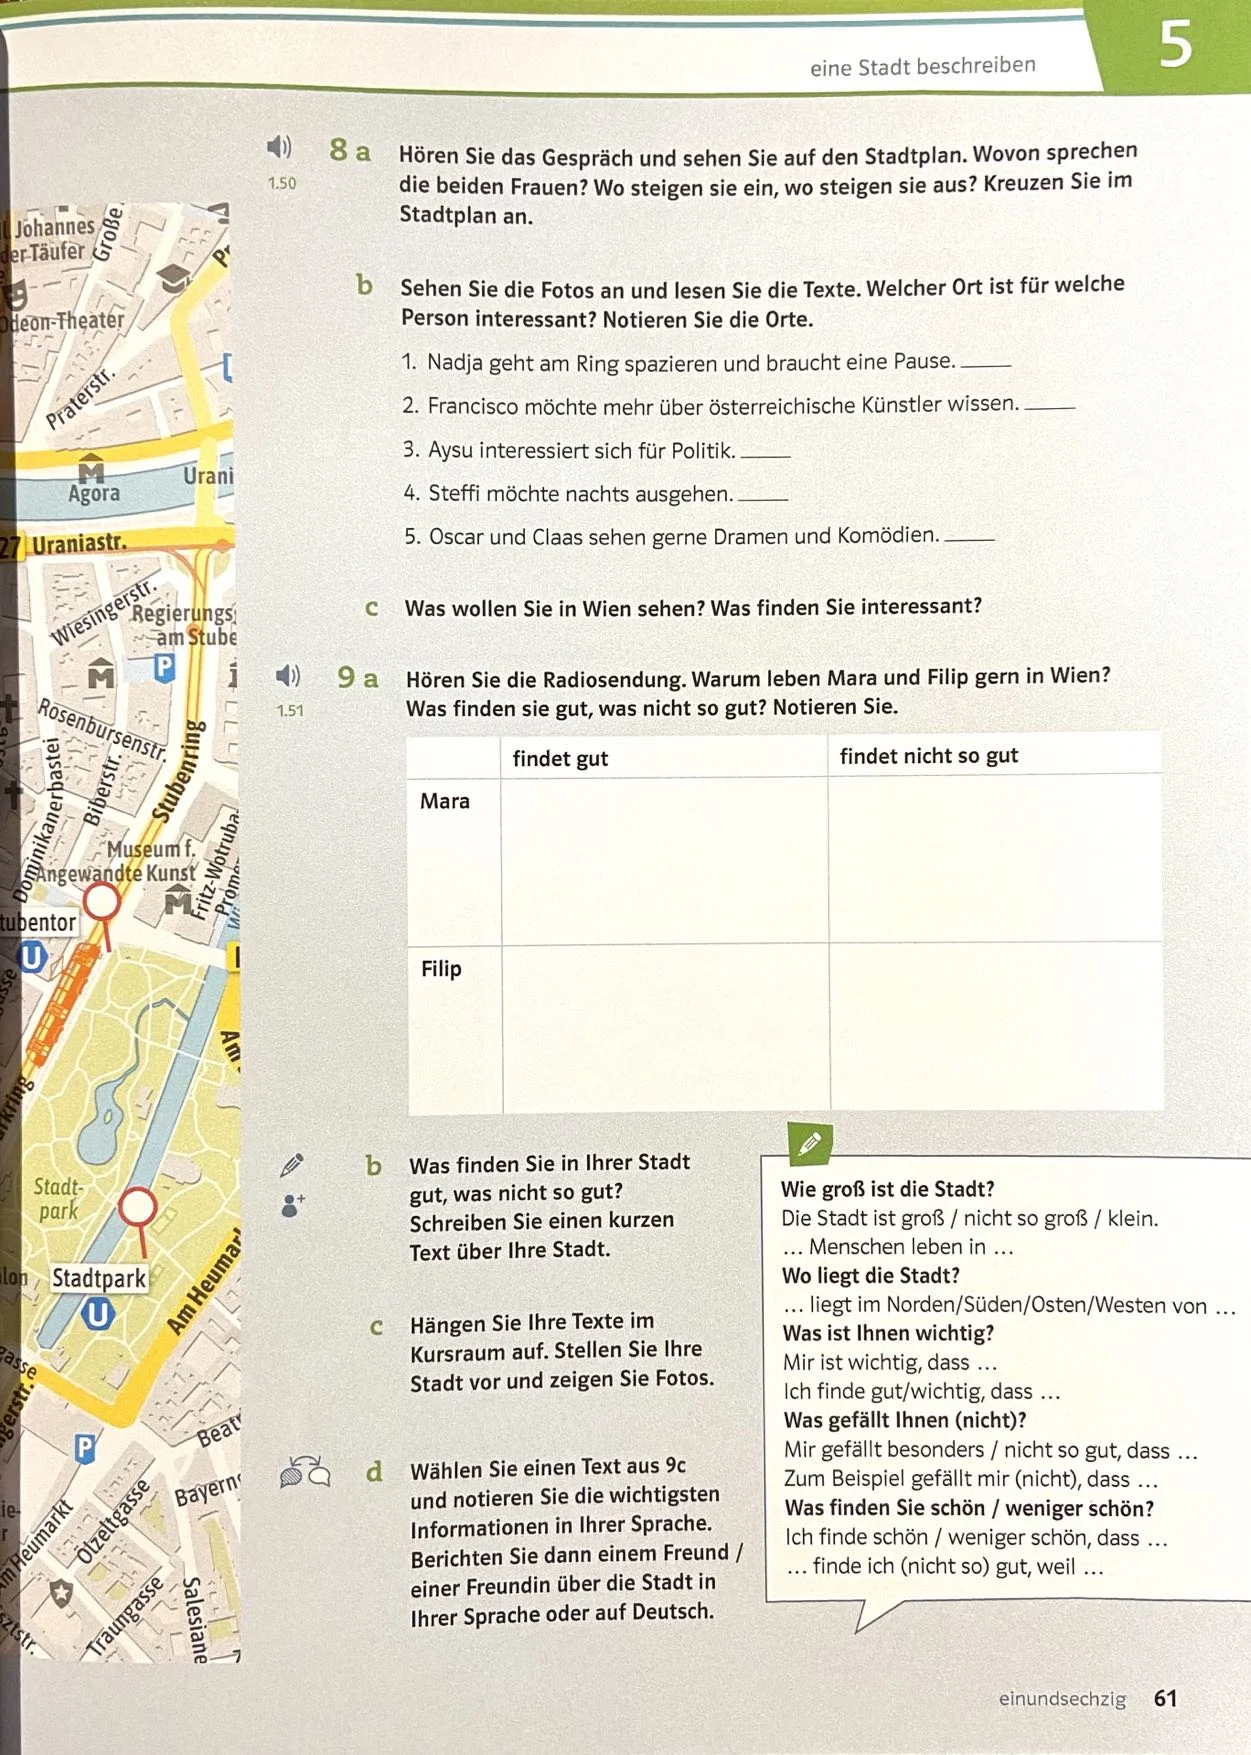 5
eine Stadt beschreiben
1.50
8 a Hören Sie das Gespräch und sehen Sie auf den Stadtplan. Wovon sprechen
die beiden Frauen? Wo steigen sie ein, wo steigen sie aus? Kreuzen Sie im
Stadtplan an.
b Sehen Sie die Fotos an und lesen Sie die Texte. Welcher Ort ist für welche
Person interessant? Notieren Sie die Orte.
1. Nadja geht am Ring spazieren und braucht eine Pause.
2. Francisco möchte mehr über österreichische Künstler wissen.
3. Aysu interessiert sich für Politik.
4. Steffi möchte nachts ausgehen.
5. Oscar und Claas sehen gerne Dramen und Komödien.
c Was wollen Sie in Wien sehen? Was finden Sie interessant?
1.51
9 a Hören Sie die Radiosendung. Warum leben Mara und Filip gern in Wien?
Was finden sie gut, was nicht so gut? Notieren Sie.
findet gut findet nicht so gut
Mara
Filip
b Was finden Sie in Ihrer Stadt
gut, was nicht so gut?
Schreiben Sie einen kurzen
Text über Ihre Stadt.
c Hängen Sie Ihre Texte im
Kursraum auf. Stellen Sie Ihre
Stadt vor und zeigen Sie Fotos.
d Wählen Sie einen Text aus 9c
und notieren Sie die wichtigsten
Informationen in Ihrer Sprache.
Berichten Sie dann einem Freund /
einer Freundin über die Stadt in
Ihrer Sprache oder auf Deutsch.
Wie groß ist die Stadt?
Die Stadt ist groß / nicht so groß / klein.
... Menschen leben in ...
Wo liegt die Stadt?
... liegt im Norden/Süden/Osten/Westen von ...
Was ist Ihnen wichtig?
Mir ist wichtig, dass ...
Ich finde gut/wichtig, dass ...
Was gefällt Ihnen (nicht)?
Mir gefällt besonders / nicht so gut, dass ...
Zum Beispiel gefällt mir (nicht), dass ...
Was finden Sie schön / weniger schön?
Ich finde schön / weniger schön, dass ...
... finde ich (nicht so) gut, weil ...
einundsechzig 61
Johannes
der Täufer
Große
Odeon-Theater
Praterstr.
Agora
Urani
27 Uraniastr.
Wiesingerstr.
Regierungs
am Stube
P
Rosenbursenstr.
Dominikanerbastei
Biberstr.
Stubenring
Museum f.
Angewandte Kunst
Fritz-Wotruba
Prome
tubentor
U
Am
rkring
Stadt-
park
Stadtpark
U
Am Heumar
gasse
gerstr.
P
Beat
Bayern
Am Heumarkt
Ölzeltgasse
Traungasse
Salesiane